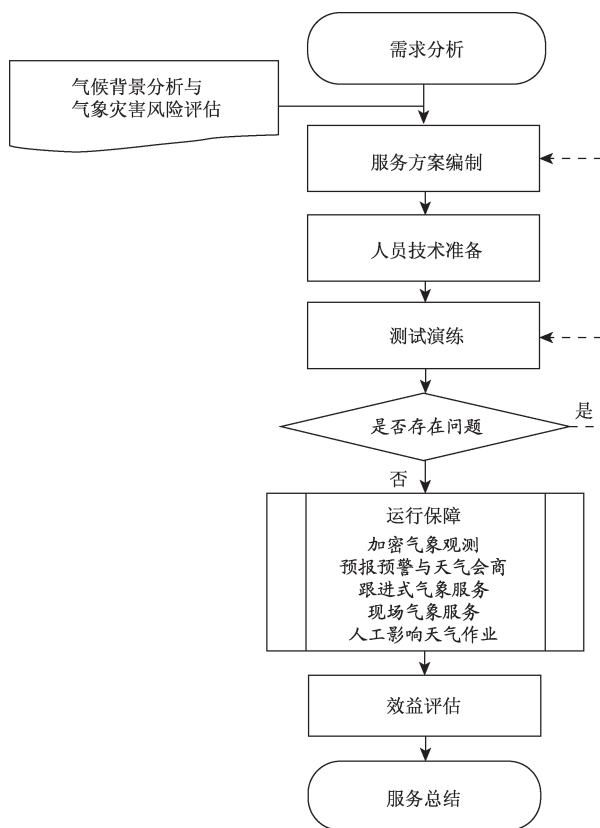 需求分析
气候背景分析与
气象灾害风险评估
服务方案编制
人员技术准备
测试演练
是否存在问题
是
否
运行保障
加密气象观测
预报预警与天气会商
跟进式气象服务
现场气象服务
人工影响天气作业
效益评估
服务总结